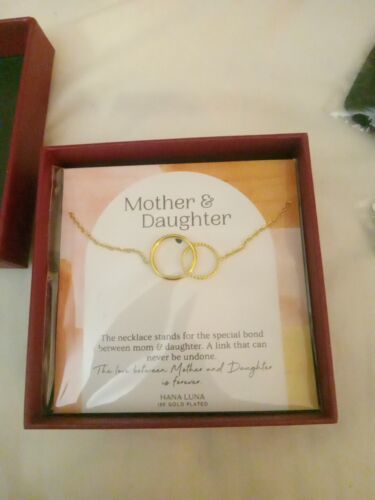 Mother &
Daughter
The necklace stands for the special bond
between mom & daughter. A link that can
never be undone.
The love between Mother and Daughter
is forever.
HANA LUNA
18K GOLD PLATED